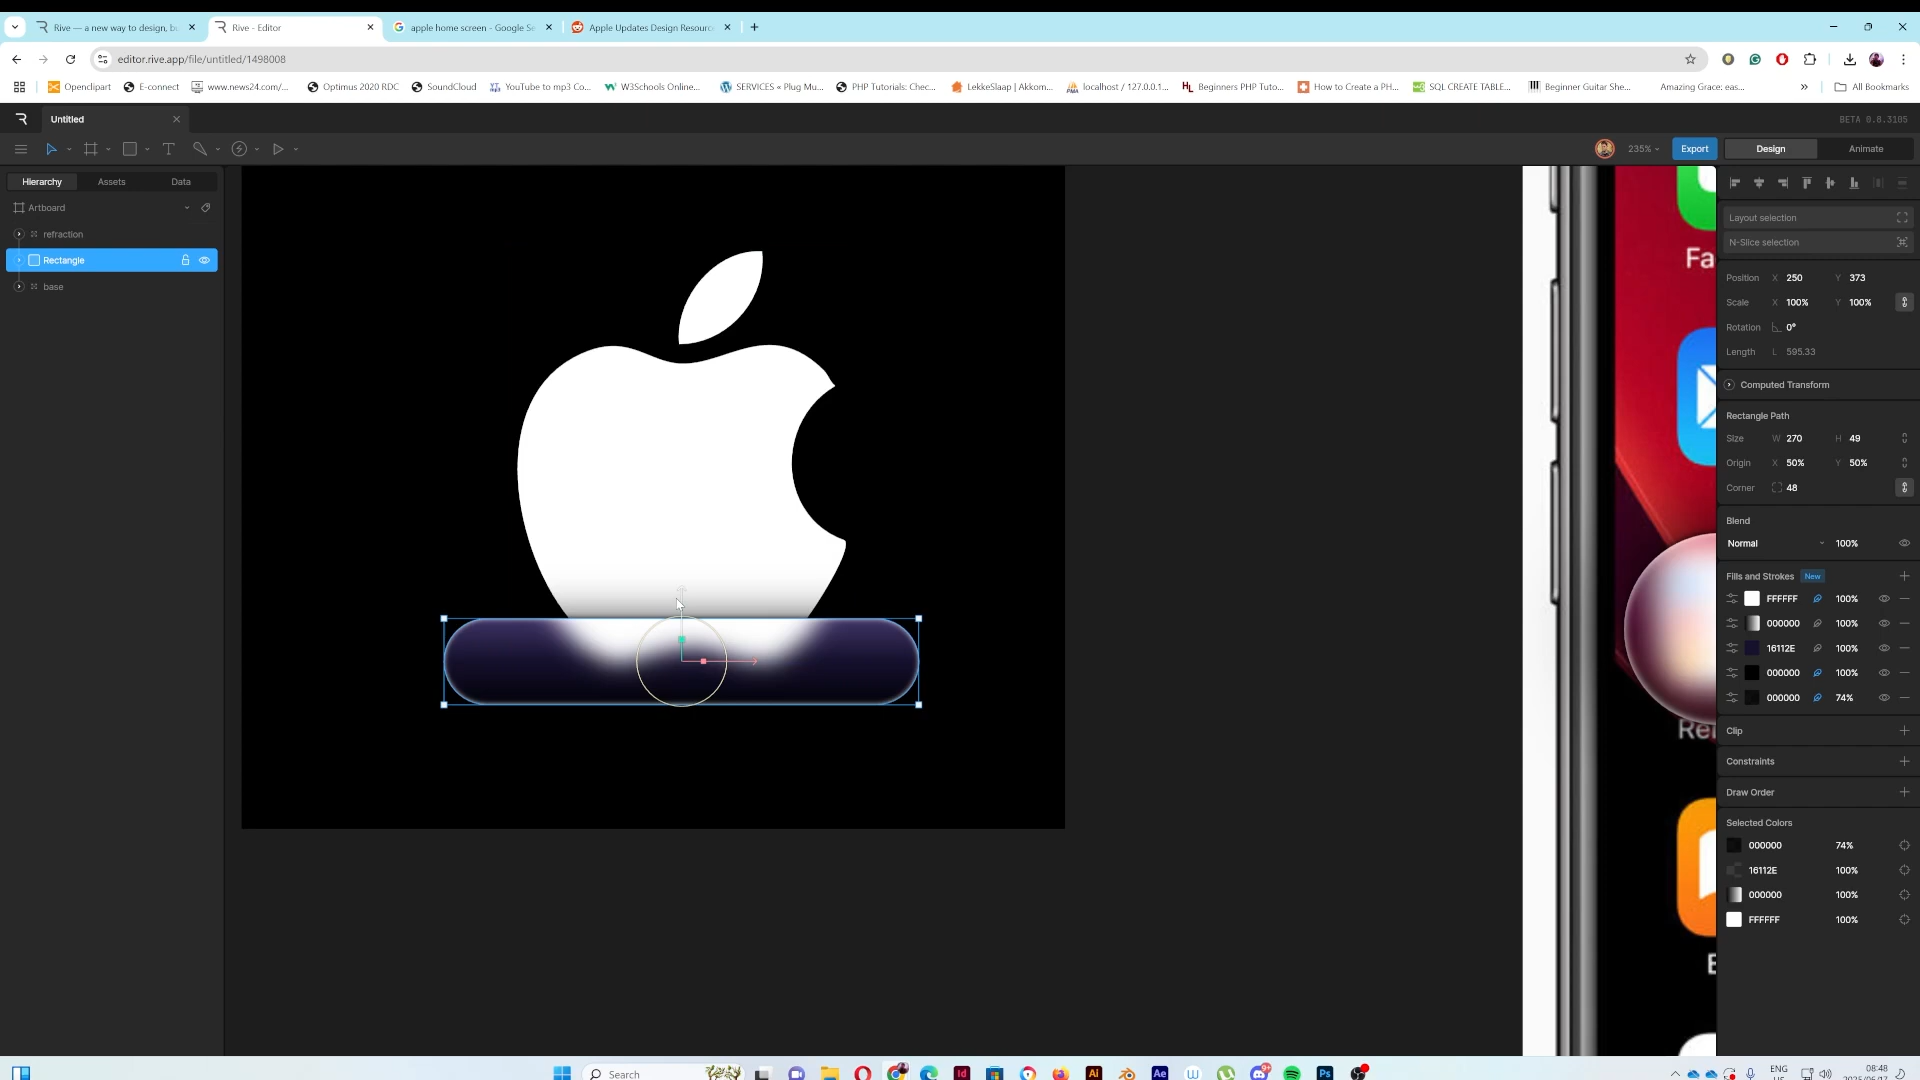 Rive — a new way to design, bu
Rive - Editor
apple home screen - Google Se
Apple Updates Design Resource
editor.rive.app/file/untitled/1498008
Openclipart
E-connect
www.news24.com/...
Optimus 2020 RDC
SoundCloud
YouTube to mp3 Co...
W3Schools Online...
SERVICES « Plug Mu...
PHP Tutorials: Chec...
LekkeSlaap | Akkom...
localhost / 127.0.0.1...
Beginners PHP Tuto...
How to Create a PH...
SQL CREATE TABLE...
Beginner Guitar She...
Amazing Grace: eas...
All Bookmarks
Untitled
BETA 0.8.3105
235%
Export
Design
Animate
Hierarchy
Assets
Data
Artboard
refraction
Rectangle
base
Layout selection
N-Slice selection
Position X 250 Y 373
Scale X 100% Y 100%
Rotation 0°
Length L 595.33
Computed Transform
Rectangle Path
Size W 270 H 49
Origin X 50% Y 50%
Corner 48
Blend
Normal 100%
Fills and Strokes New
FFFFFF 100%
000000 100%
16112E 100%
000000 100%
000000 74%
Clip
Constraints
Draw Order
Selected Colors
000000 74%
16112E 100%
000000 100%
FFFFFF 100%
Fa
Search
ENG
08:48